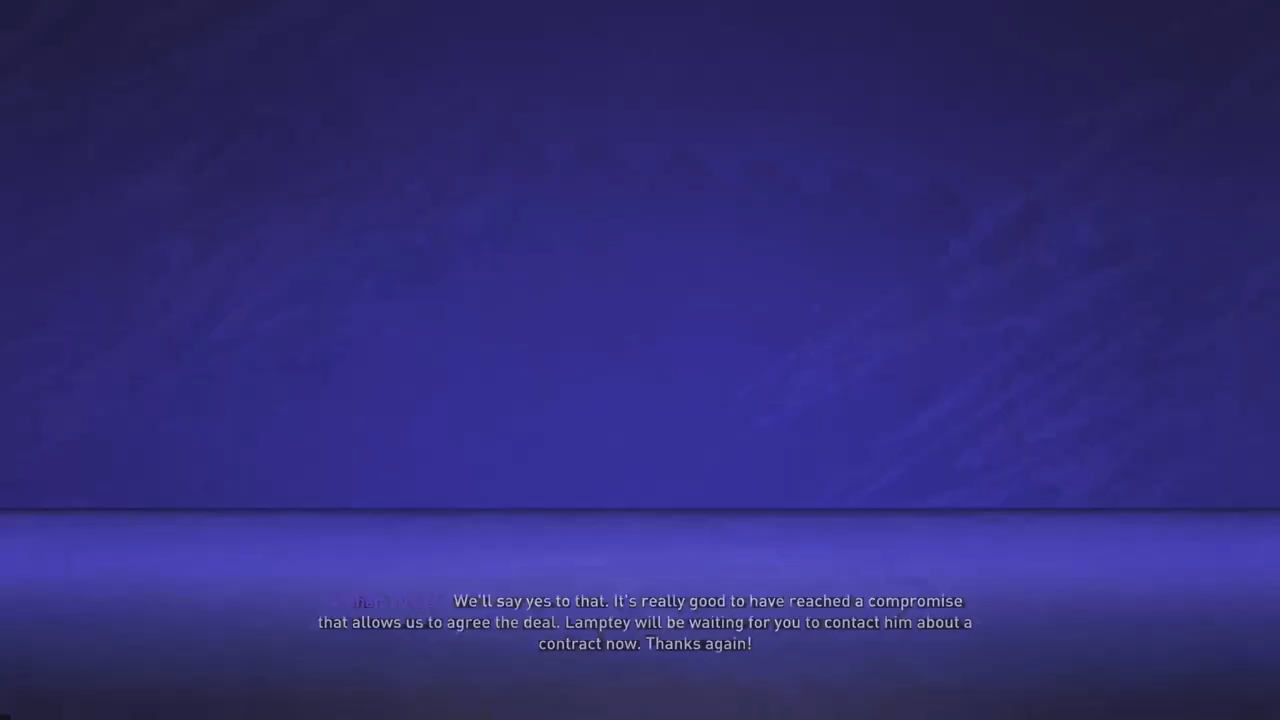 We'll say yes to that. It's really good to have reached a compromise
that allows us to agree the deal. Lamptey will be waiting for you to contact him about a
contract now. Thanks again!